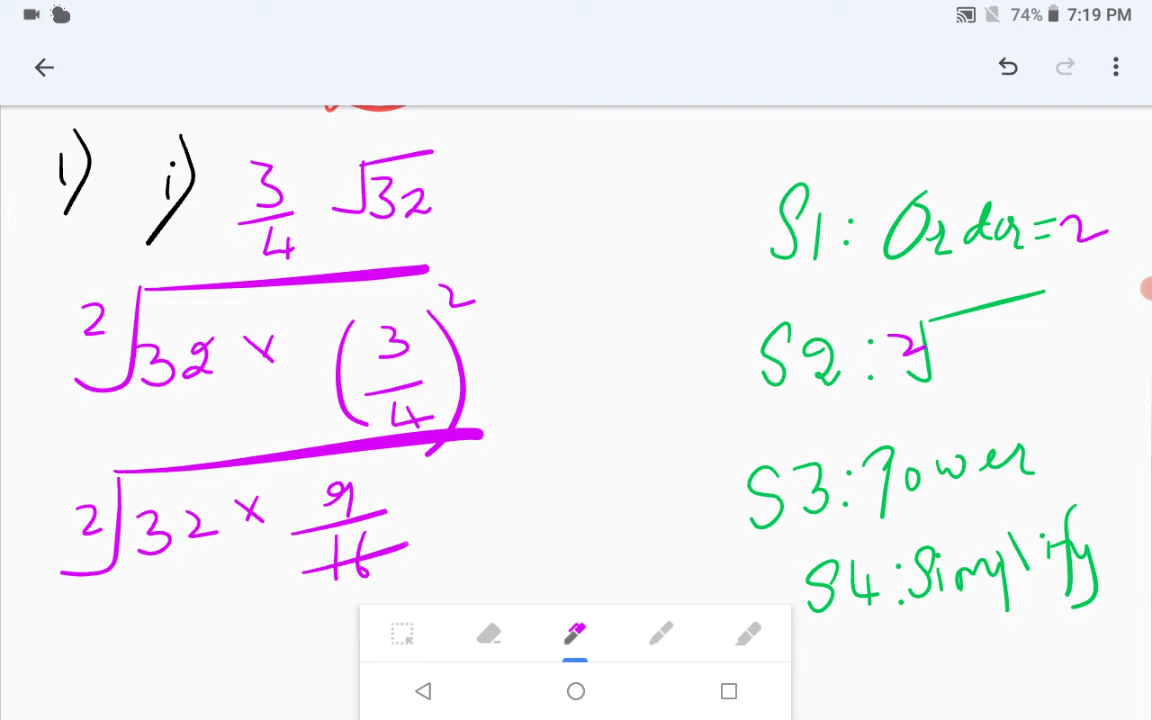 74% 7:19 PM
1) i) 3/4 √32
S1: Order=2
²√32 × (3/4)²
S2: ²√
²√32 × 9/16
S3: Power
S4: Simplify